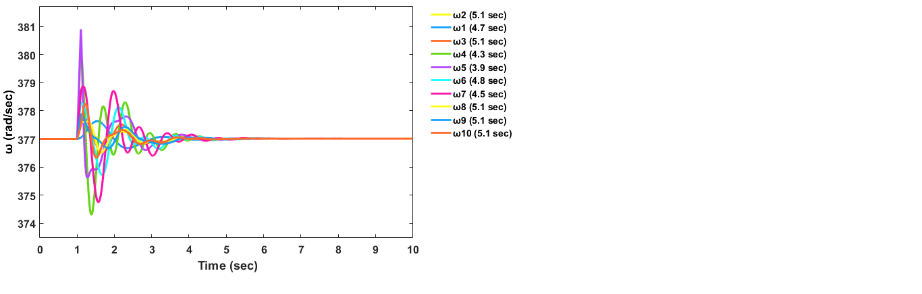 381
380
379
378
377
376
375
374
ω (rad/sec)
0 1 2 3 4 5 6 7 8 9 10
Time (sec)
ω2 (5.1 sec)
ω1 (4.7 sec)
ω3 (5.1 sec)
ω4 (4.3 sec)
ω5 (3.9 sec)
ω6 (4.8 sec)
ω7 (4.5 sec)
ω8 (5.1 sec)
ω9 (5.1 sec)
ω10 (5.1 sec)